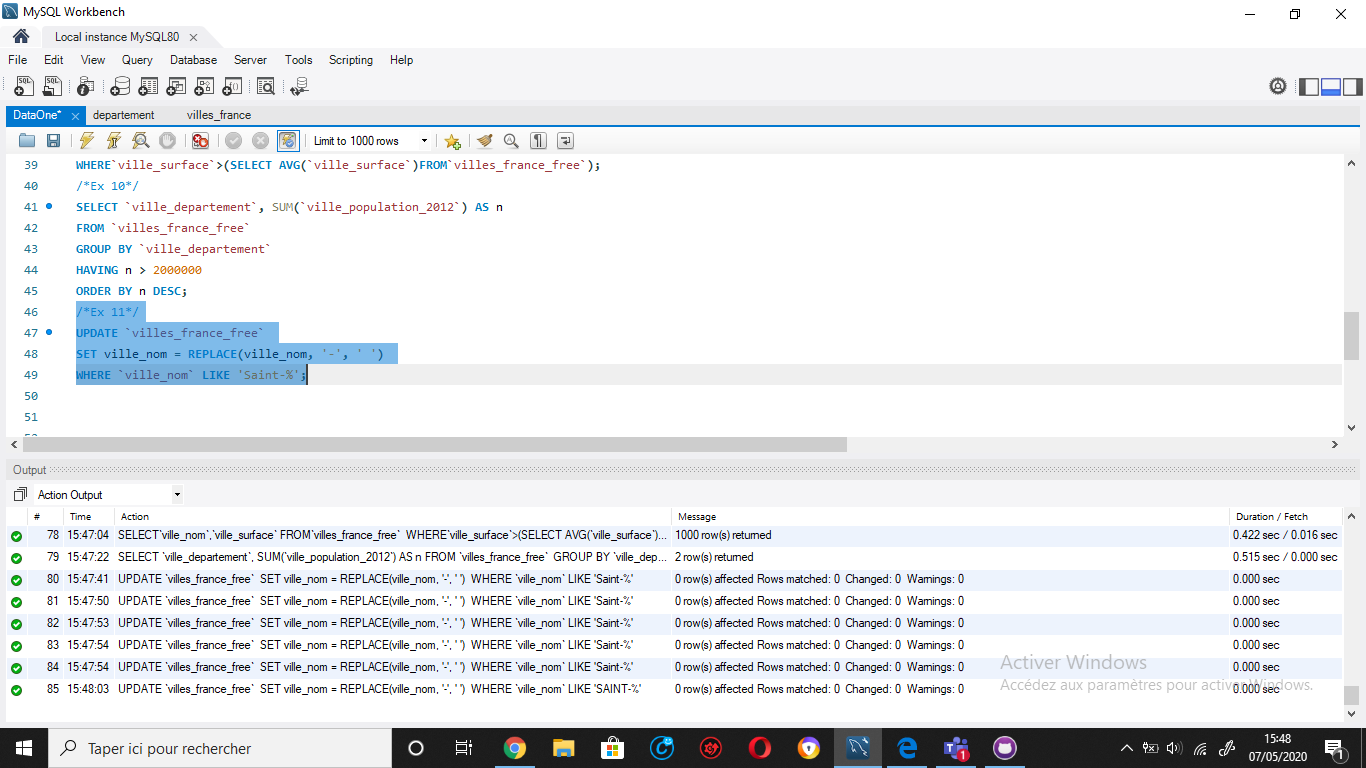 MySQL Workbench
Local instance MySQL80
File Edit View Query Database Server Tools Scripting Help
DataOne* departement villes_france
Limit to 1000 rows
39 WHERE`ville_surface`>(SELECT AVG(`ville_surface`)FROM`villes_france_free`);
40 /*Ex 10*/
41 SELECT `ville_departement`, SUM(`ville_population_2012`) AS n
42 FROM `villes_france_free`
43 GROUP BY `ville_departement`
44 HAVING n > 2000000
45 ORDER BY n DESC;
46 /*Ex 11*/
47 UPDATE `villes_france_free`
48 SET ville_nom = REPLACE(ville_nom, '-', ' ')
49 WHERE `ville_nom` LIKE 'Saint-%';
50
51
Output
Action Output
# Time Action Message Duration / Fetch
78 15:47:04 SELECT`ville_nom`,`ville_surface` FROM`villes_france_free` WHERE`ville_surface`>(SELECT AVG(`ville_surface`)... 1000 row(s) returned 0.422 sec / 0.016 sec
79 15:47:22 SELECT `ville_departement`, SUM(`ville_population_2012`) AS n FROM `villes_france_free` GROUP BY `ville_dep... 2 row(s) returned 0.515 sec / 0.000 sec
80 15:47:41 UPDATE `villes_france_free` SET ville_nom = REPLACE(ville_nom, '-', ' ') WHERE `ville_nom` LIKE 'Saint-%' 0 row(s) affected Rows matched: 0 Changed: 0 Warnings: 0 0.000 sec
81 15:47:50 UPDATE `villes_france_free` SET ville_nom = REPLACE(ville_nom, '-', ' ') WHERE `ville_nom` LIKE 'Saint-%' 0 row(s) affected Rows matched: 0 Changed: 0 Warnings: 0 0.000 sec
82 15:47:53 UPDATE `villes_france_free` SET ville_nom = REPLACE(ville_nom, '-', ' ') WHERE `ville_nom` LIKE 'Saint-%' 0 row(s) affected Rows matched: 0 Changed: 0 Warnings: 0 0.000 sec
83 15:47:54 UPDATE `villes_france_free` SET ville_nom = REPLACE(ville_nom, '-', ' ') WHERE `ville_nom` LIKE 'Saint-%' 0 row(s) affected Rows matched: 0 Changed: 0 Warnings: 0 0.000 sec
84 15:47:54 UPDATE `villes_france_free` SET ville_nom = REPLACE(ville_nom, '-', ' ') WHERE `ville_nom` LIKE 'Saint-%' 0 row(s) affected Rows matched: 0 Changed: 0 Warnings: 0 0.000 sec
Activer Windows
85 15:48:03 UPDATE `villes_france_free` SET ville_nom = REPLACE(ville_nom, '-', ' ') WHERE `ville_nom` LIKE 'SAINT-%' 0 row(s) affected Rows matched: 0 Changed: 0 Warnings: 0 0.000 sec
Accédez aux paramètres pour activer Windows.
Taper ici pour rechercher
15:48
07/05/2020